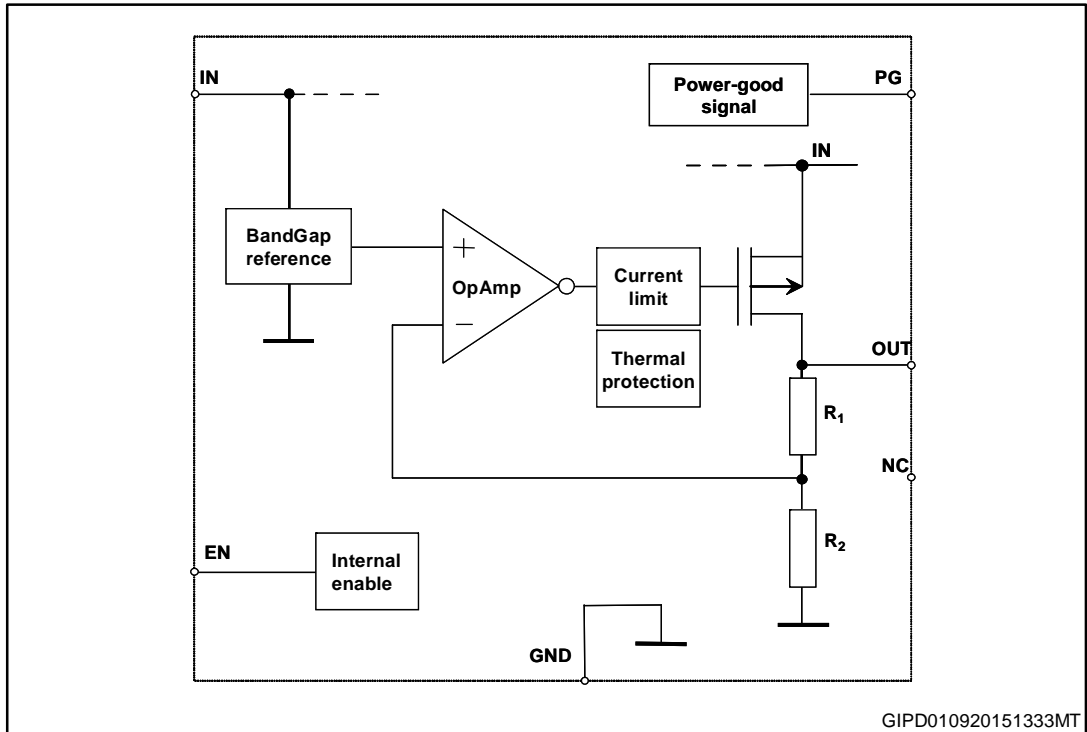 IN
Power-good
signal
PG
IN
BandGap
reference
+
OpAmp
−
Current
limit
Thermal
protection
OUT
R₁
NC
R₂
EN
Internal
enable
GND
GIPD010920151333MT